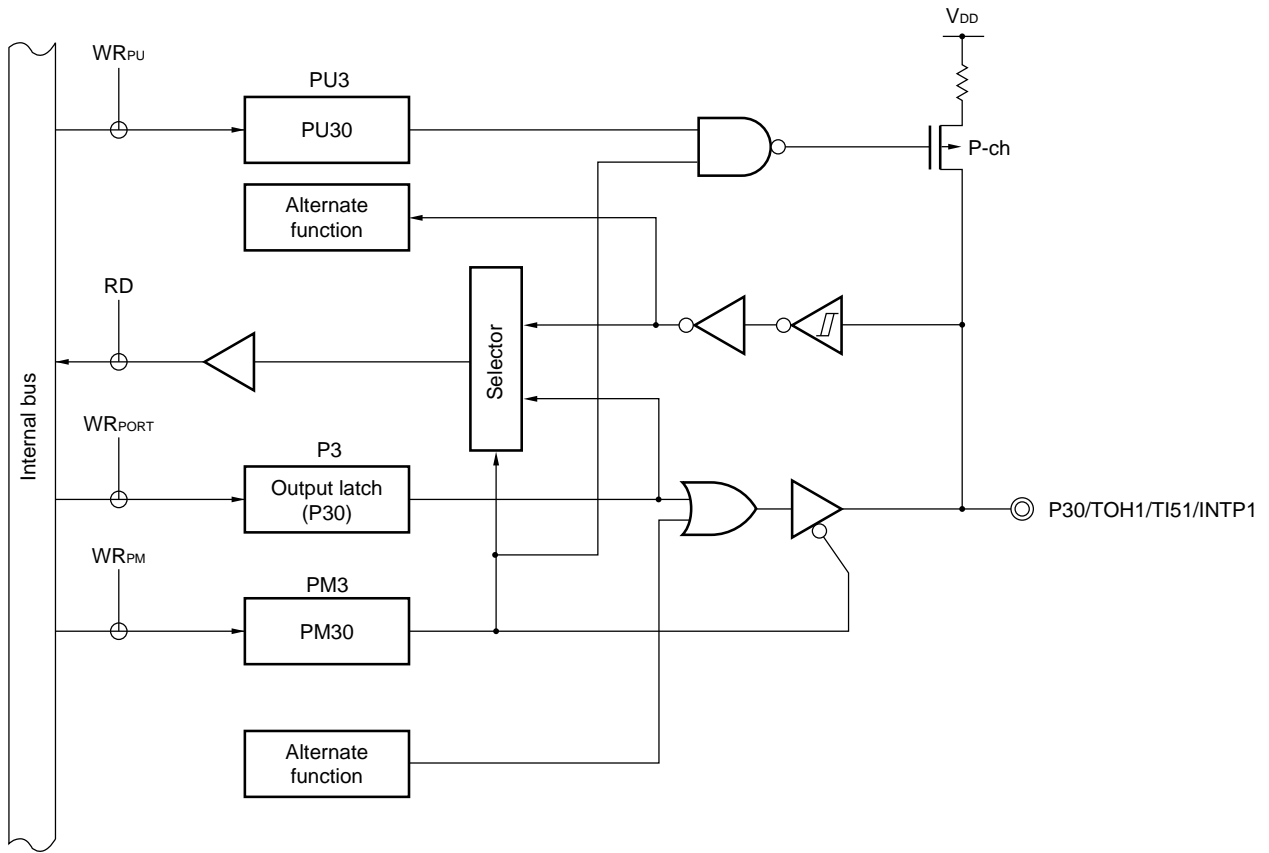 VDD
WRPU
PU3
PU30
P-ch
Alternate
function
RD
Selector
Internal bus
WRPORT
P3
Output latch
(P30)
P30/TOH1/TI51/INTP1
WRPM
PM3
PM30
Alternate
function